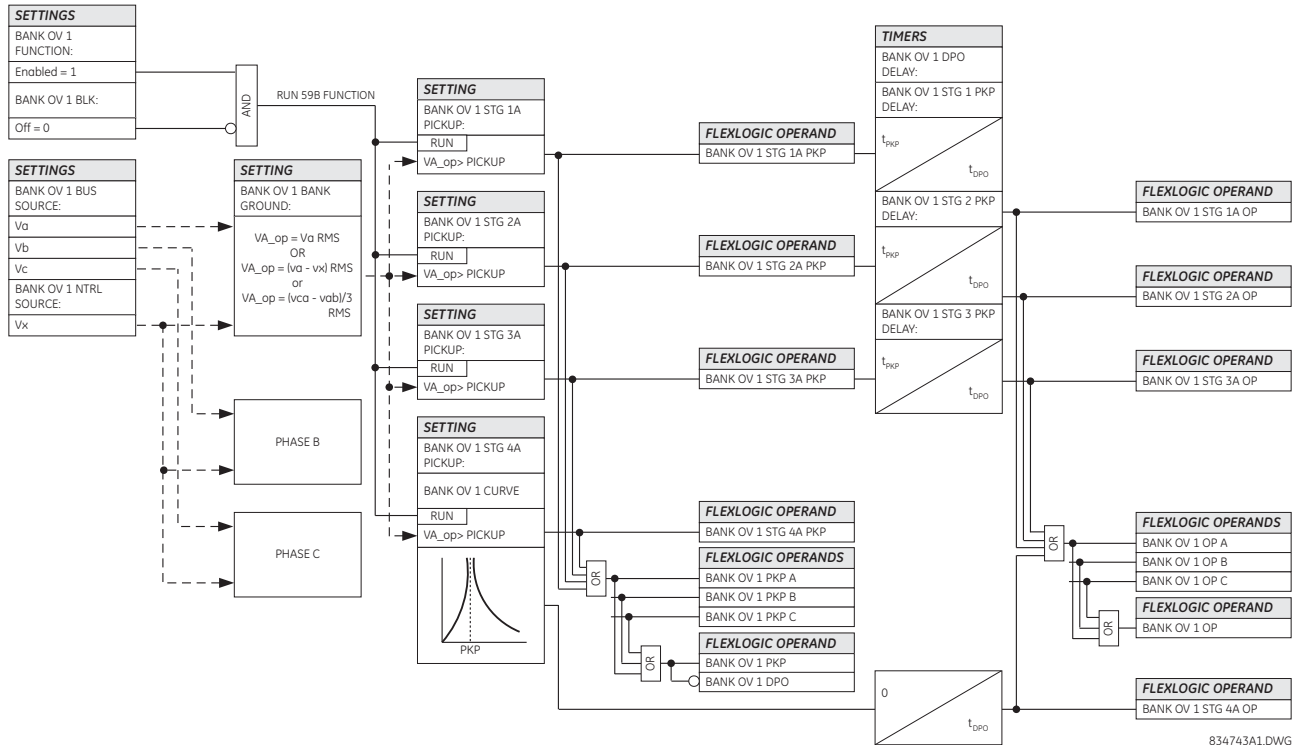 SETTINGS
BANK OV 1
FUNCTION:
Enabled = 1
BANK OV 1 BLK:
Off = 0
AND
RUN 59B FUNCTION
SETTINGS
BANK OV 1 BUS
SOURCE:
Va
Vb
Vc
BANK OV 1 NTRL
SOURCE:
Vx
SETTING
BANK OV 1 BANK
GROUND:
VA_op = Va RMS
OR
VA_op = (va - vx) RMS
or
VA_op = (vca - vab)/3
RMS
PHASE B
PHASE C
SETTING
BANK OV 1 STG 1A
PICKUP:
RUN
VA_op> PICKUP
SETTING
BANK OV 1 STG 2A
PICKUP:
RUN
VA_op> PICKUP
SETTING
BANK OV 1 STG 3A
PICKUP:
RUN
VA_op> PICKUP
SETTING
BANK OV 1 STG 4A
PICKUP:
BANK OV 1 CURVE
RUN
VA_op> PICKUP
PKP
OR
OR
FLEXLOGIC OPERAND
BANK OV 1 STG 1A PKP
FLEXLOGIC OPERAND
BANK OV 1 STG 2A PKP
FLEXLOGIC OPERAND
BANK OV 1 STG 3A PKP
FLEXLOGIC OPERAND
BANK OV 1 STG 4A PKP
FLEXLOGIC OPERANDS
BANK OV 1 PKP A
BANK OV 1 PKP B
BANK OV 1 PKP C
FLEXLOGIC OPERAND
BANK OV 1 PKP
BANK OV 1 DPO
TIMERS
BANK OV 1 DPO
DELAY:
BANK OV 1 STG 1 PKP
DELAY:
tPKP
tDPO
BANK OV 1 STG 2 PKP
DELAY:
tPKP
tDPO
BANK OV 1 STG 3 PKP
DELAY:
tPKP
tDPO
0
tDPO
OR
OR
FLEXLOGIC OPERAND
BANK OV 1 STG 1A OP
FLEXLOGIC OPERAND
BANK OV 1 STG 2A OP
FLEXLOGIC OPERAND
BANK OV 1 STG 3A OP
FLEXLOGIC OPERANDS
BANK OV 1 OP A
BANK OV 1 OP B
BANK OV 1 OP C
FLEXLOGIC OPERAND
BANK OV 1 OP
FLEXLOGIC OPERAND
BANK OV 1 STG 4A OP
834743A1.DWG